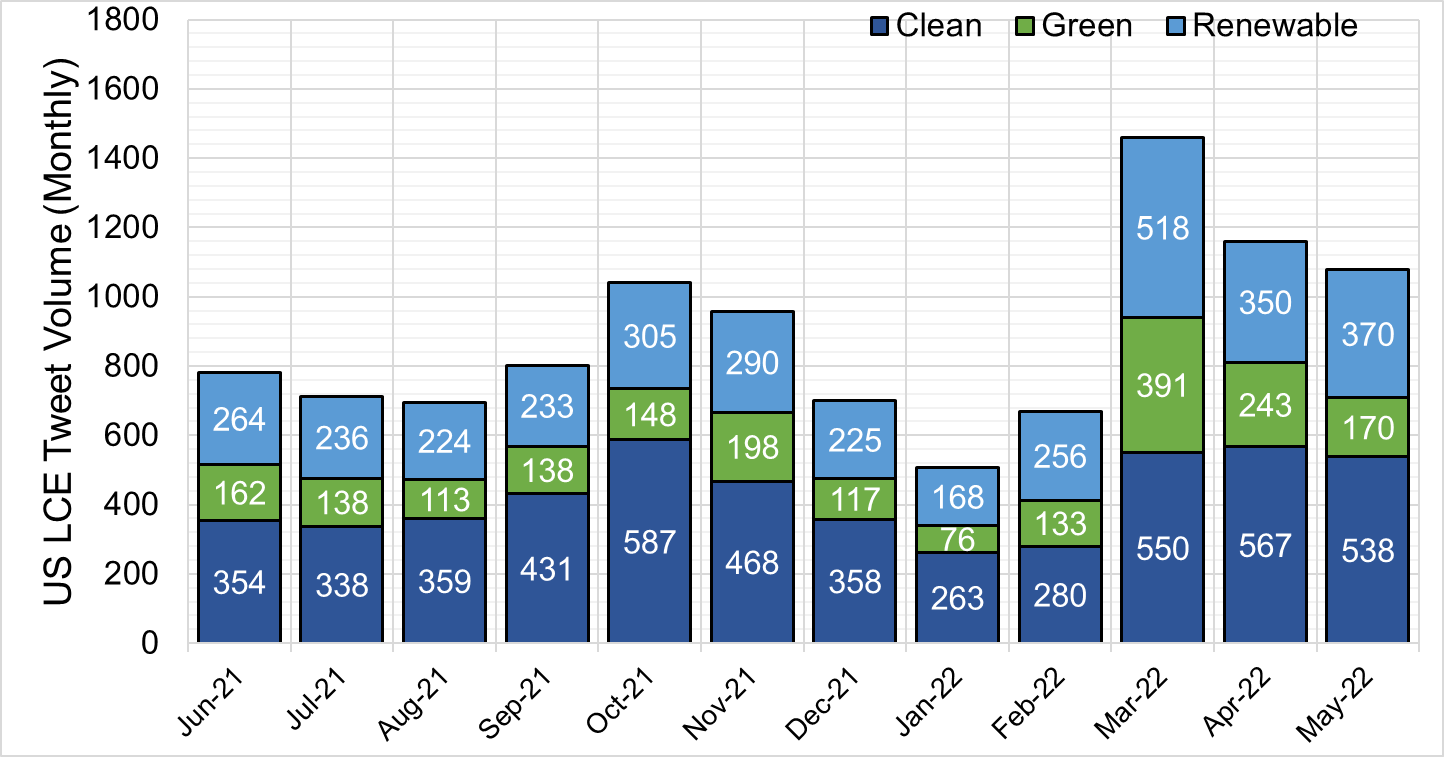 US LCE Tweet Volume (Monthly)
1800
1600
1400
1200
1000
800
600
400
200
0
Clean Green Renewable
264 236 224 233 305 290 225 168 256 518 350 370
162 138 113 138 148 198 117 76 133 391 243 170
354 338 359 431 587 468 358 263 280 550 567 538
Jun-21 Jul-21 Aug-21 Sep-21 Oct-21 Nov-21 Dec-21 Jan-22 Feb-22 Mar-22 Apr-22 May-22